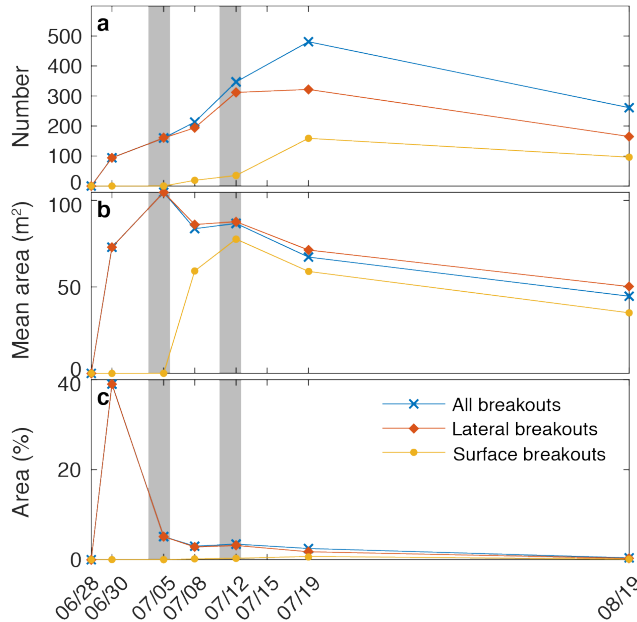 a
500
400
300
200
100
0
Number
b
100
50
0
Mean area (m²)
c
40
20
0
Area (%)
All breakouts
Lateral breakouts
Surface breakouts
06/28
06/30
07/05
07/08
07/12
07/15
07/19
08/19